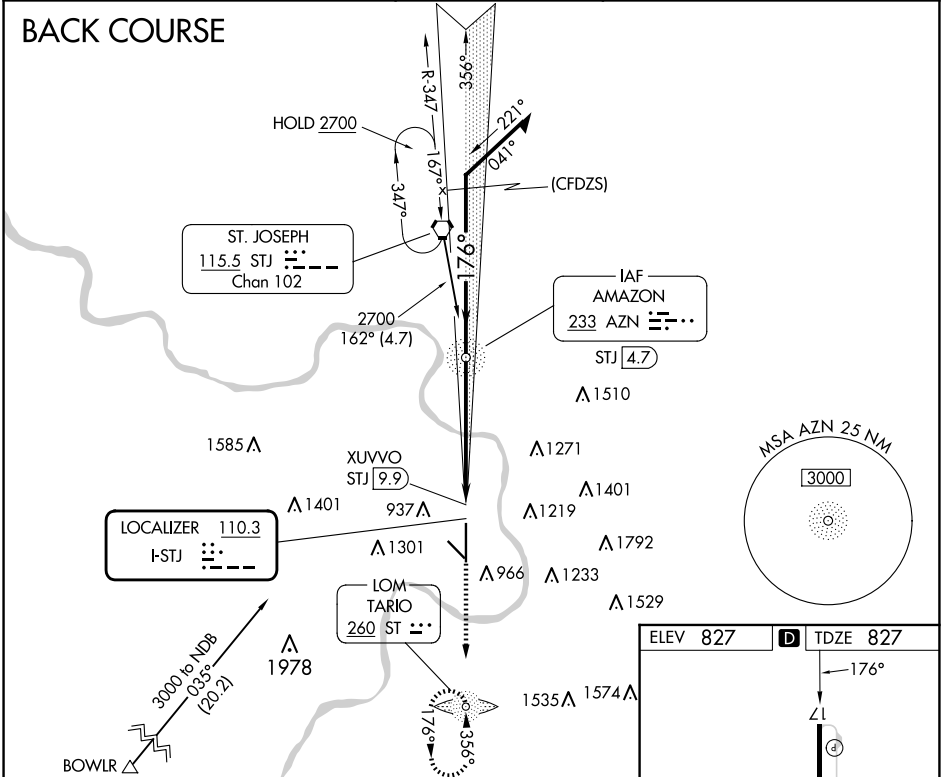 BACK COURSE
R-347
356°
HOLD 2700
221°
041°
167°
347°
x
(CFDZS)
ST. JOSEPH
115.5 STJ
Chan 102
176°
IAF
AMAZON
233 AZN
2700
162° (4.7)
STJ 4.7
1510
MSA AZN 25 NM
3000
1585
1271
XUVVO
STJ 9.9
1401
1401
937
1219
LOCALIZER 110.3
I-STJ
1301
1792
966
1233
LOM
TARIO
260 ST
1529
3000 to NDB
035°
(20.2)
1978
ELEV 827
D
TDZE 827
176°
17
P
1535
1574
176°
356°
BOWLR